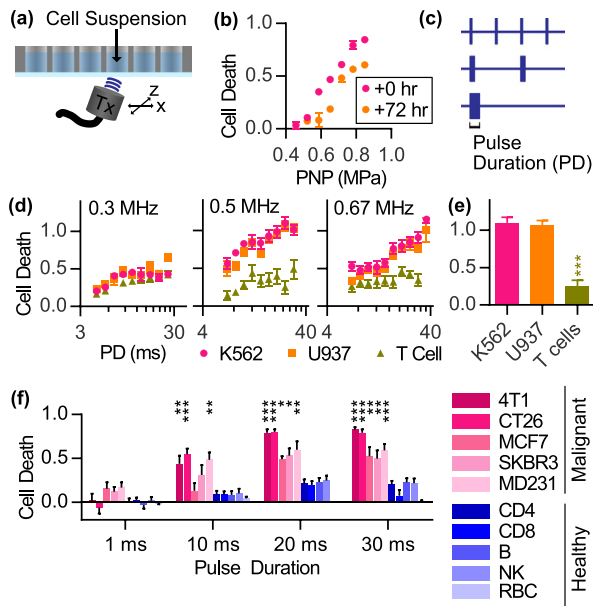 (a)
Cell Suspension
Tx
z
x
(b)
Cell Death
1.0
0.5
0.0
+0 hr
+72 hr
0.4
0.6
0.8
1.0
PNP (MPa)
(c)
Pulse
Duration (PD)
(d)
0.3 MHz
0.5 MHz
0.67 MHz
Cell Death
1.0
0.5
0.0
3
30
4
40
4
40
PD (ms)
K562
U937
T Cell
(e)
1.0
0.5
0.0
***
K562
U937
T cells
(f)
Cell Death
1.0
0.5
0.0
**
***
**
***
***
*
*
**
***
***
***
***
***
1 ms
10 ms
20 ms
30 ms
Pulse Duration
4T1
CT26
MCF7
SKBR3
MD231
Malignant
CD4
CD8
B
NK
RBC
Healthy